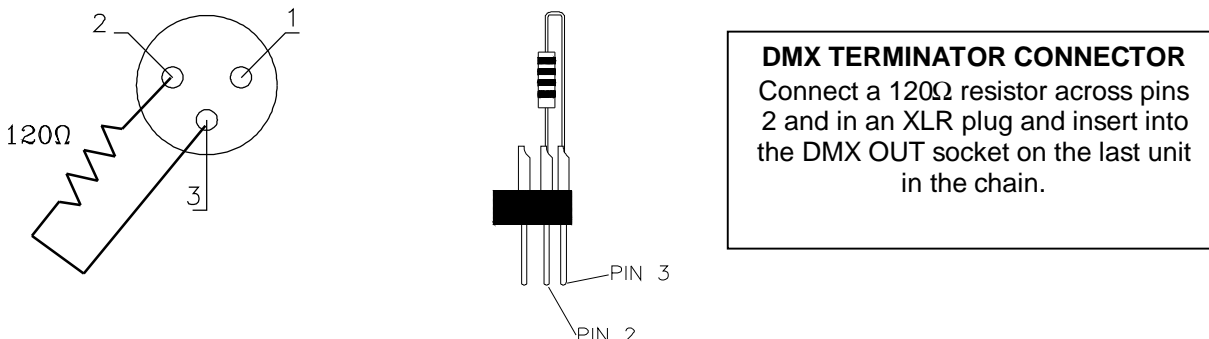 2
1
120Ω
3
PIN 3
PIN 2
DMX TERMINATOR CONNECTOR
Connect a 120Ω resistor across pins
2 and in an XLR plug and insert into
the DMX OUT socket on the last unit
in the chain.